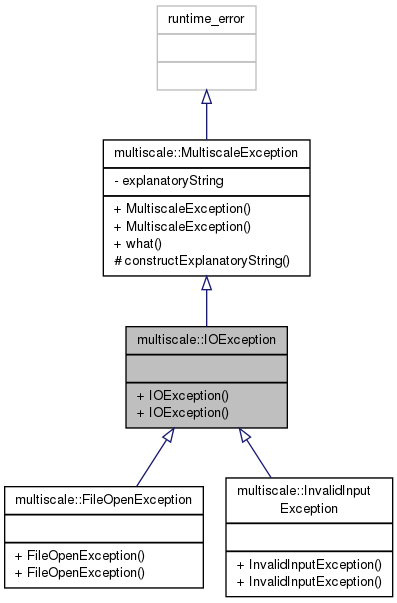 runtime_error
multiscale::MultiscaleException
- explanatoryString
+ MultiscaleException()
+ MultiscaleException()
+ what()
# constructExplanatoryString()
multiscale::IOException
+ IOException()
+ IOException()
multiscale::FileOpenException
+ FileOpenException()
+ FileOpenException()
multiscale::InvalidInput
Exception
+ InvalidInputException()
+ InvalidInputException()